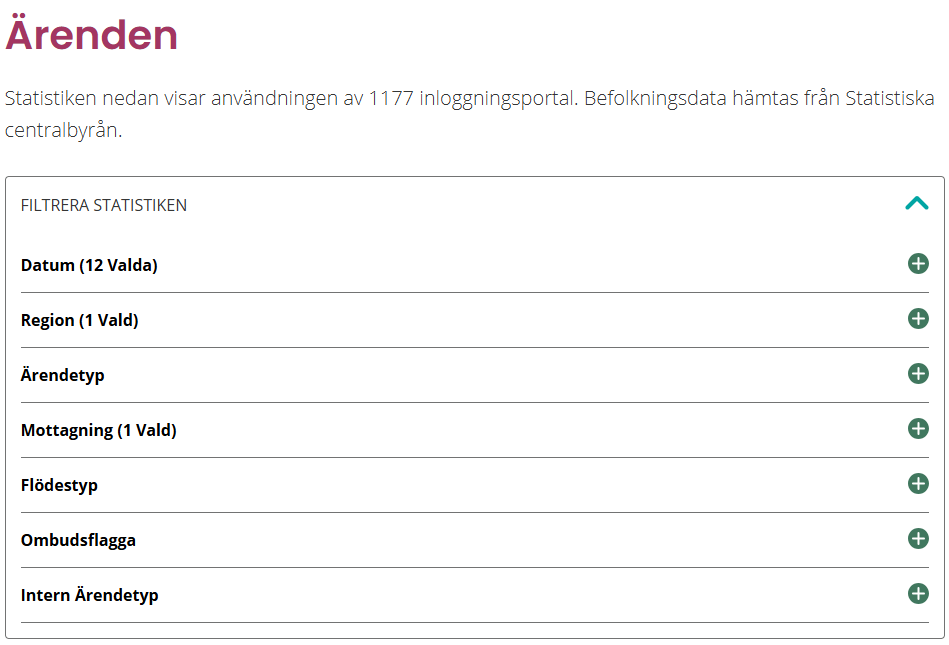 Ärenden
Statistiken nedan visar användningen av 1177 inloggningsportal. Befolkningsdata hämtas från Statistiska
centralbyrån.
FILTRERA STATISTIKEN
Datum (12 Valda)
Region (1 Vald)
Ärendetyp
Mottagning (1 Vald)
Flödestyp
Ombudsflagga
Intern Ärendetyp